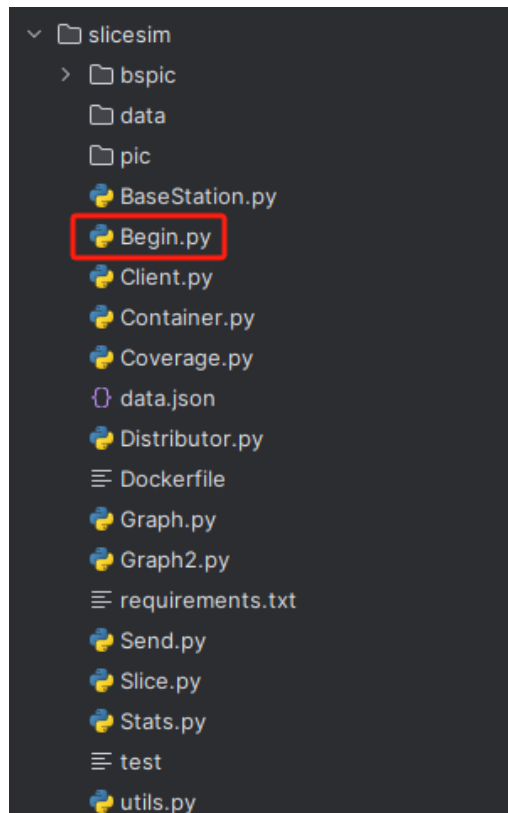 slicesim
bspic
data
pic
BaseStation.py
Begin.py
Client.py
Container.py
Coverage.py
data.json
Distributor.py
Dockerfile
Graph.py
Graph2.py
requirements.txt
Send.py
Slice.py
Stats.py
test
utils.py